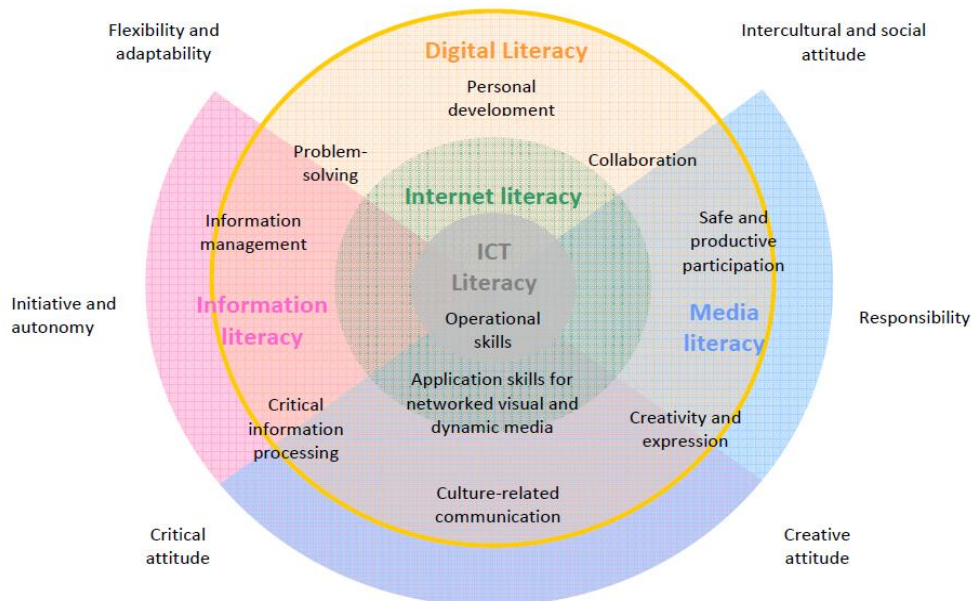 Flexibility and
adaptability
Intercultural and social
attitude
Digital Literacy
Personal
development
Problem-
solving
Collaboration
Internet literacy
Information
management
Safe and
productive
participation
ICT
Literacy
Initiative and
autonomy
Information
literacy
Operational
skills
Media
literacy
Responsibility
Application skills for
networked visual and
dynamic media
Critical
information
processing
Creativity and
expression
Culture-related
communication
Critical
attitude
Creative
attitude